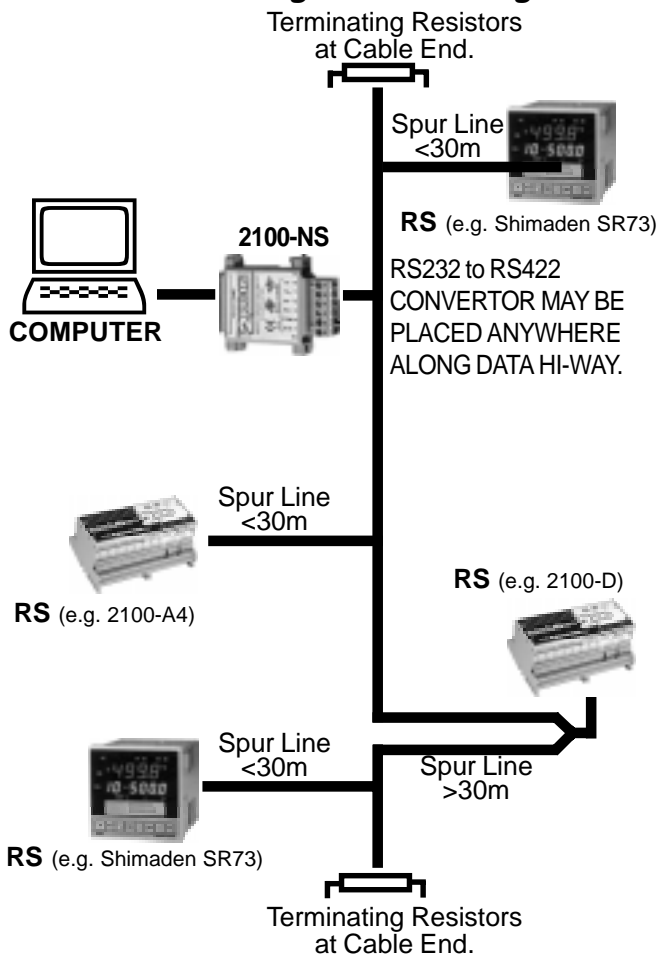 Terminating Resistors
at Cable End.
Spur Line
<30m
RS (e.g. Shimaden SR73)
2100-NS
COMPUTER
RS232 to RS422
CONVERTOR MAY BE
PLACED ANYWHERE
ALONG DATA HI-WAY.
Spur Line
<30m
RS (e.g. 2100-A4)
RS (e.g. 2100-D)
Spur Line
<30m
Spur Line
>30m
RS (e.g. Shimaden SR73)
Terminating Resistors
at Cable End.